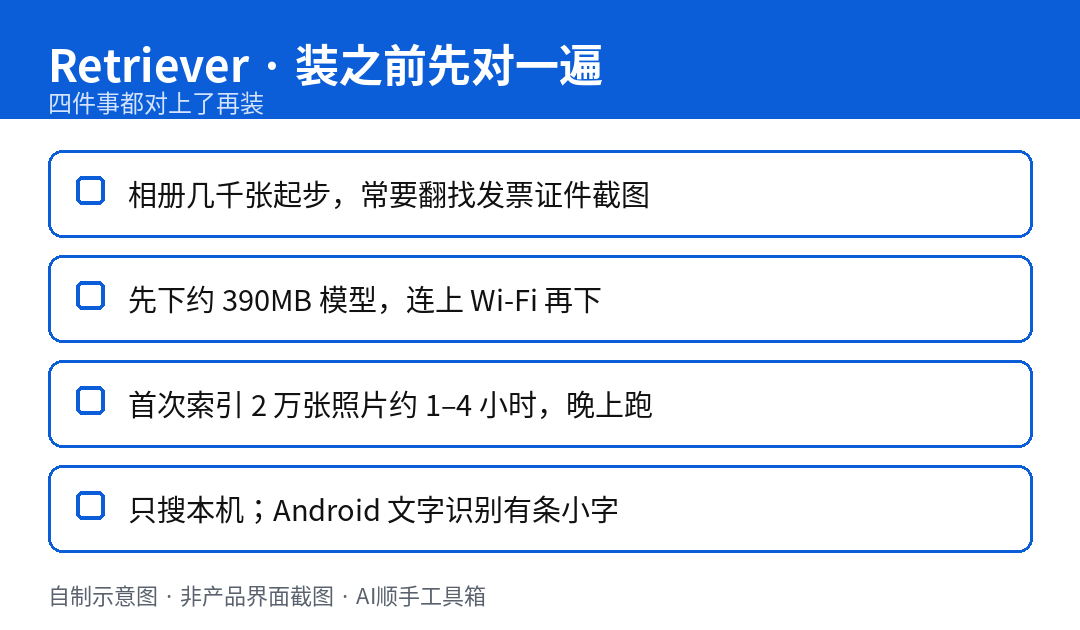 Retriever · 装之前先对一遍
四件事都对上了再装
相册几千张起步，常要翻找发票证件截图
先下约 390MB 模型，连上 Wi-Fi 再下
首次索引 2 万张照片约 1–4 小时，晚上跑
只搜本机；Android 文字识别有条小字
自制示意图 · 非产品界面截图 · AI顺手工具箱